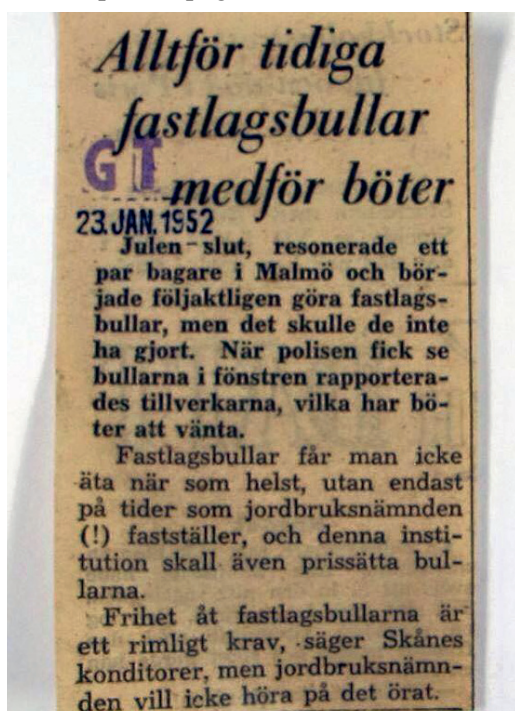 Alltför tidiga
fastlagsbullar
GT
medför böter
23. JAN. 1952
Julen slut, resonerade ett
par bagare i Malmö och bör-
jade följaktligen göra fastlags-
bullar, men det skulle de inte
ha gjort. När polisen fick se
bullarna i fönstren rapportera-
des tillverkarna, vilka har bö-
ter att vänta.
Fastlagsbullar får man icke
äta när som helst, utan endast
på tider som jordbruksnämnden
(!) fastställer, och denna insti-
tution skall även prissätta bul-
larna.
Frihet åt fastlagsbullarna är
ett rimligt krav, säger Skånes
konditorer, men jordbruksnämn-
den vill icke höra på det örat.